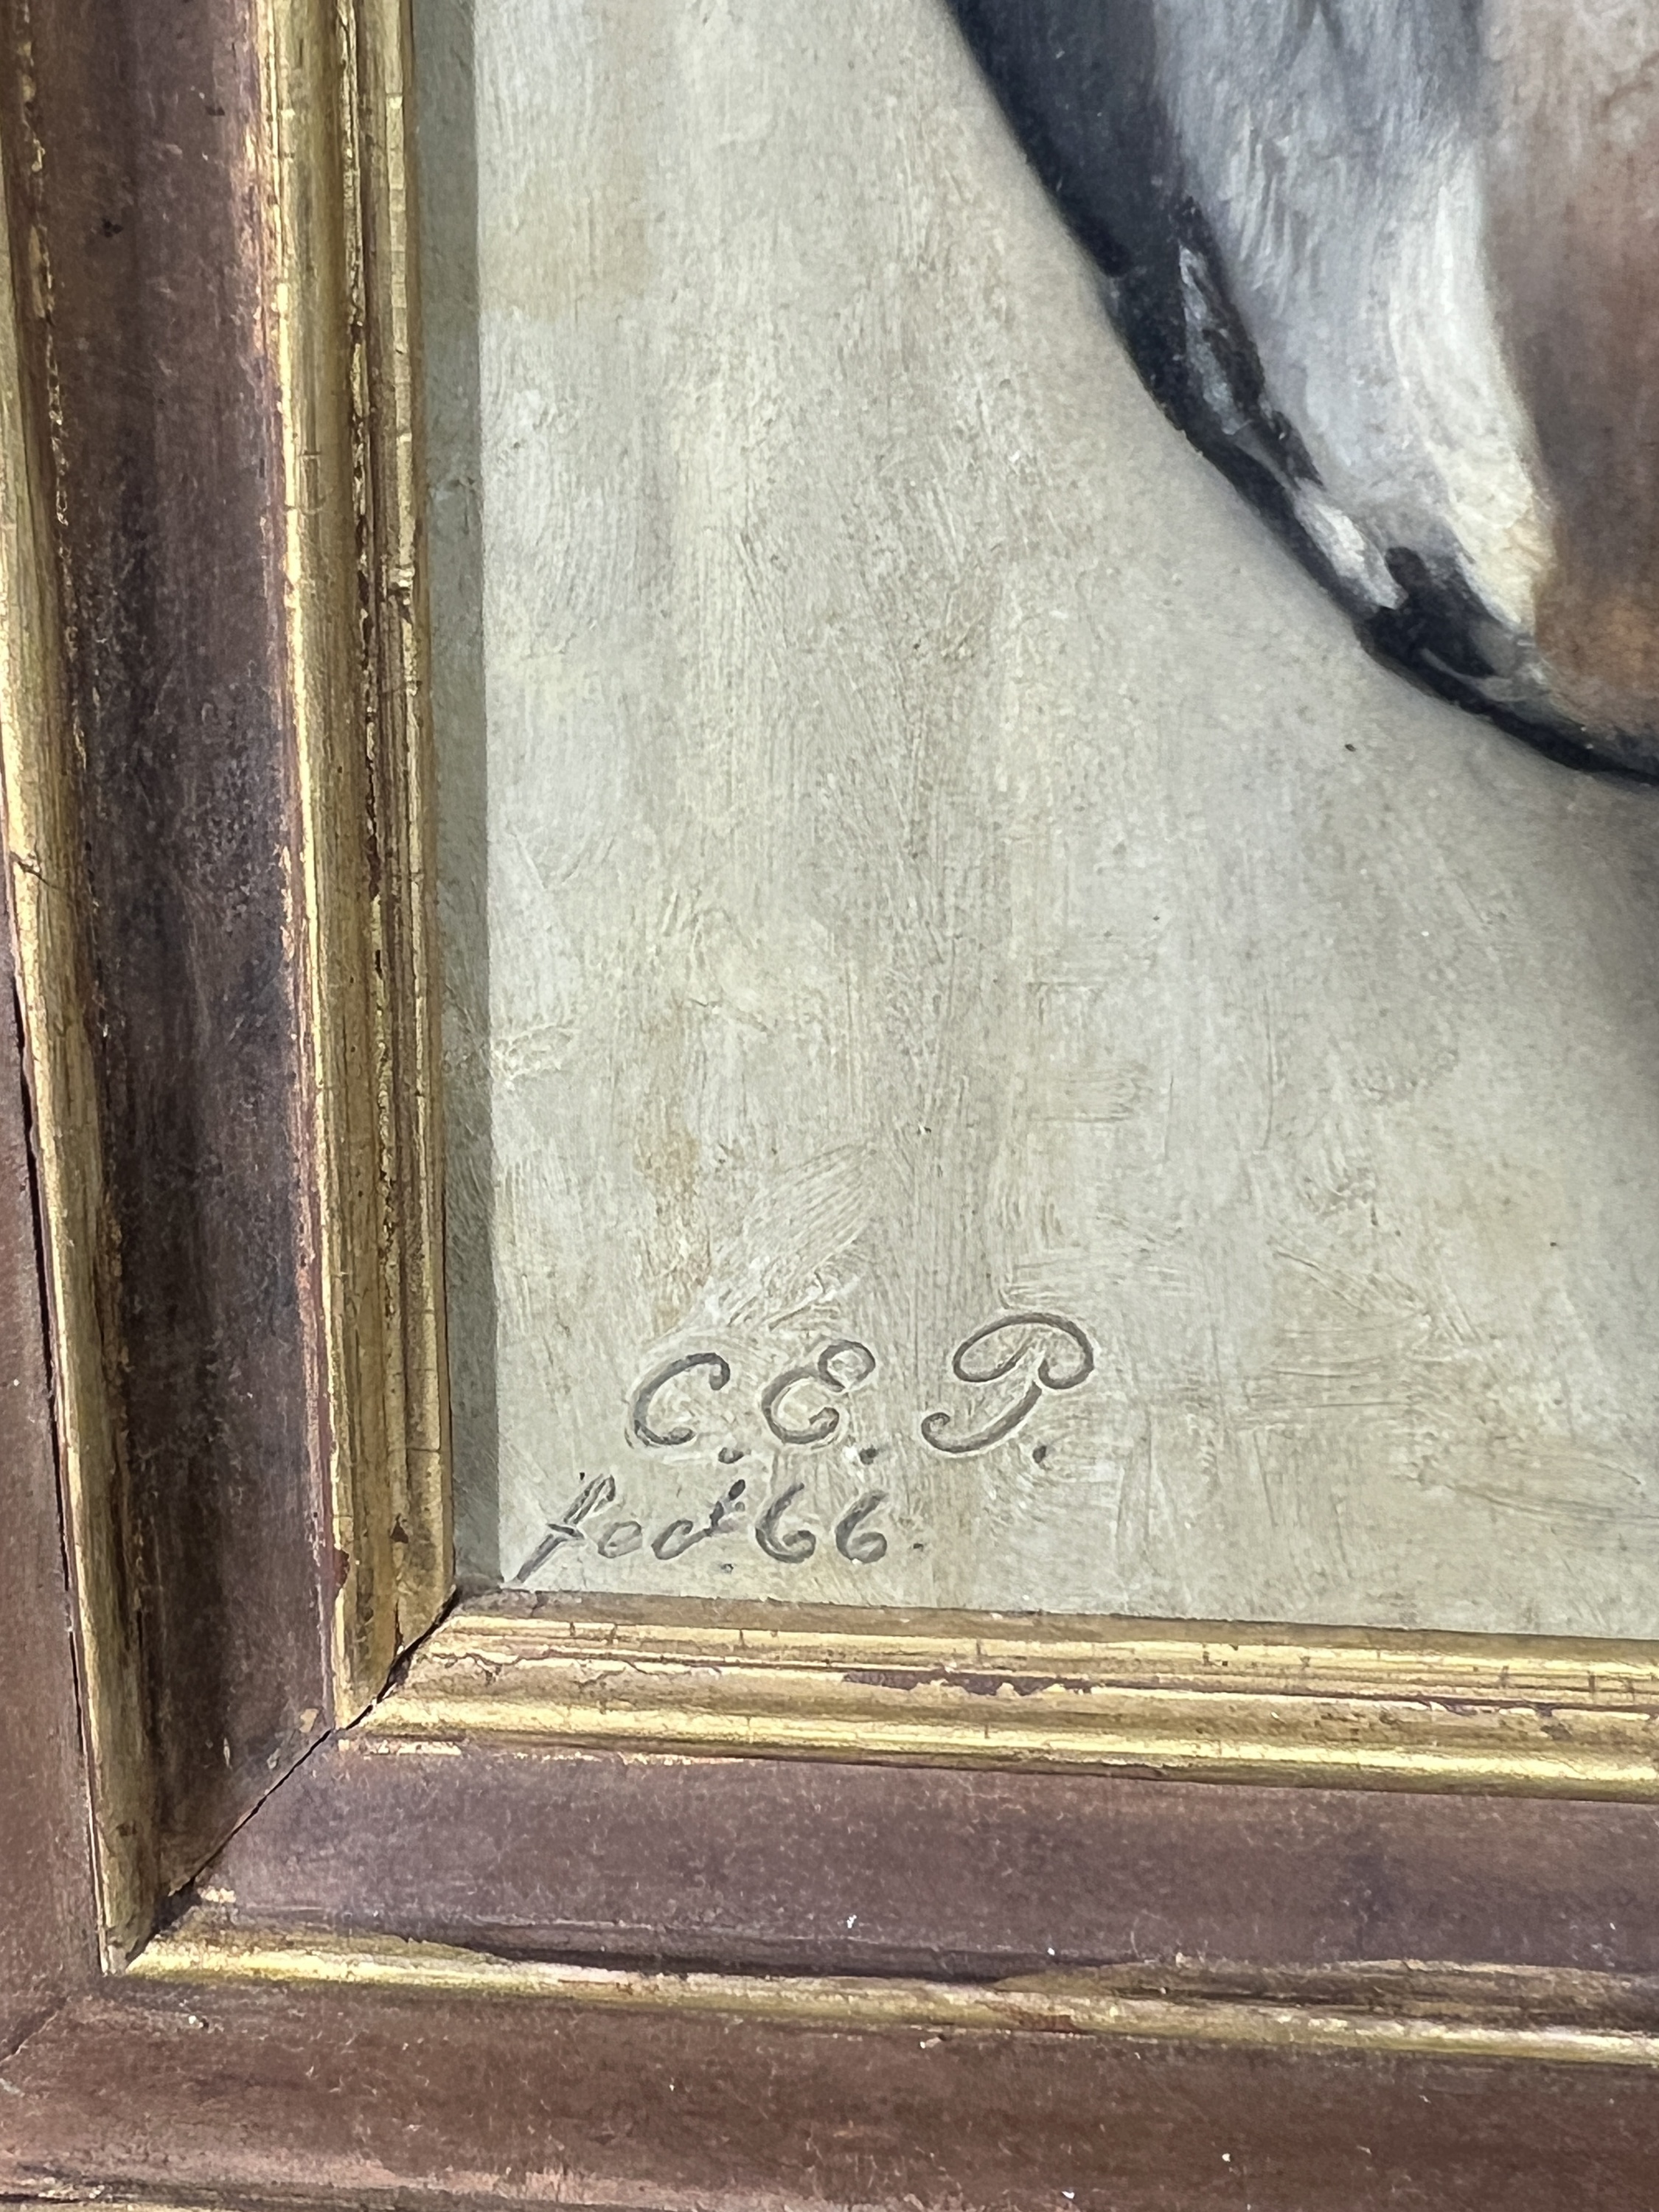 C. E. P.
fect. 66.